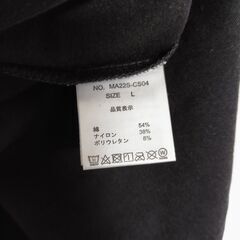 NO. MA22S-CS04
SIZE L
品質表示
綿 54%
ナイロン 38%
ポリウレタン 8%